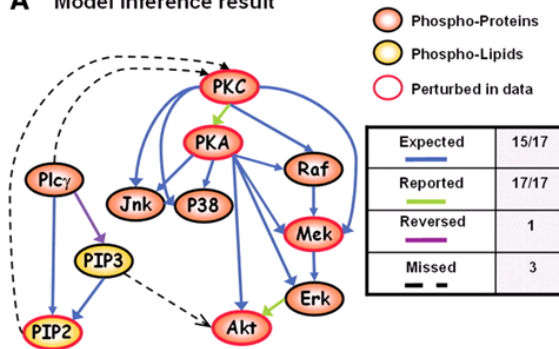 A Model inference result
Phospho-Proteins
Phospho-Lipids
Perturbed in data
PKC
PKA
Raf
Plcγ
Jnk
P38
Mek
PIP3
Erk
PIP2
Akt
Expected 15/17
Reported 17/17
Reversed 1
Missed 3